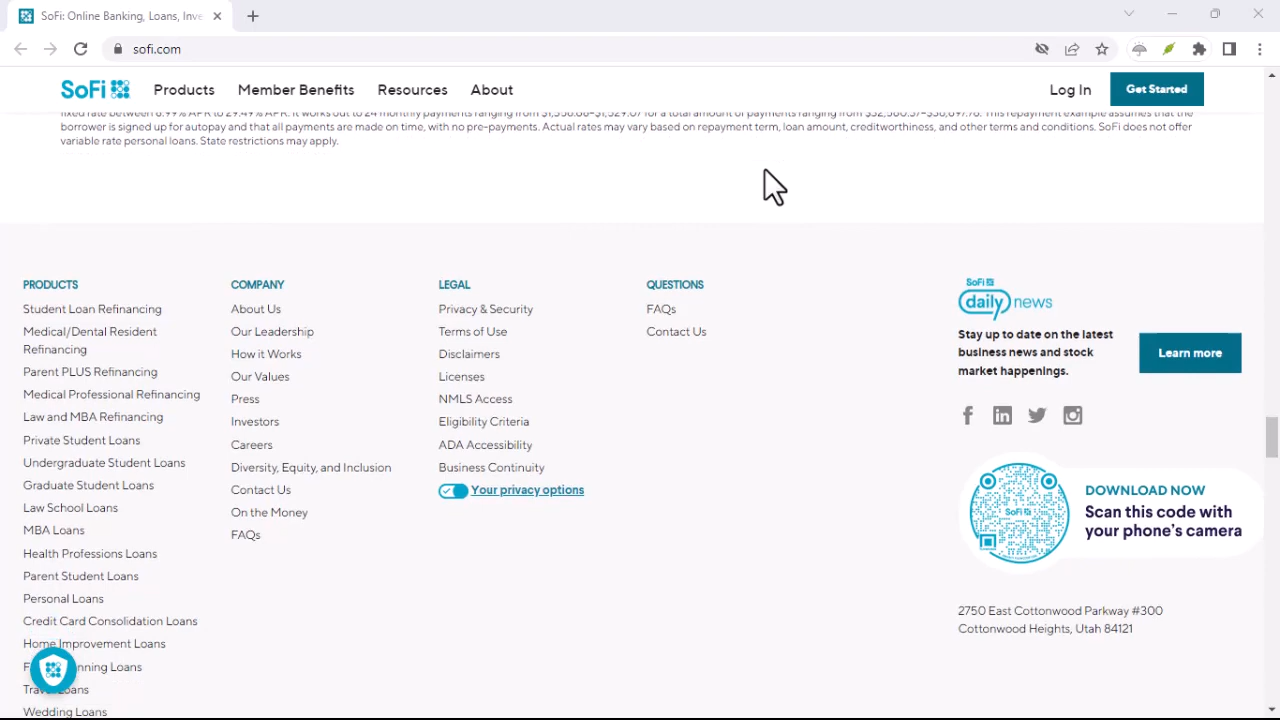 SoFi: Online Banking, Loans, Inve
sofi.com
SoFi
Products
Member Benefits
Resources
About
Log In
Get Started
borrower is signed up for autopay and that all payments are made on time, with no pre-payments. Actual rates may vary based on repayment term, loan amount, creditworthiness, and other terms and conditions. SoFi does not offer
variable rate personal loans. State restrictions may apply.
PRODUCTS
Student Loan Refinancing
Medical/Dental Resident
Refinancing
Parent PLUS Refinancing
Medical Professional Refinancing
Law and MBA Refinancing
Private Student Loans
Undergraduate Student Loans
Graduate Student Loans
Law School Loans
MBA Loans
Health Professions Loans
Parent Student Loans
Personal Loans
Credit Card Consolidation Loans
Home Improvement Loans
Loans
Loans
Wedding Loans
COMPANY
About Us
Our Leadership
How it Works
Our Values
Press
Investors
Careers
Diversity, Equity, and Inclusion
Contact Us
On the Money
FAQs
LEGAL
Privacy & Security
Terms of Use
Disclaimers
Licenses
NMLS Access
Eligibility Criteria
ADA Accessibility
Business Continuity
Your privacy options
QUESTIONS
FAQs
Contact Us
SoFi
daily news
Stay up to date on the latest
business news and stock
market happenings.
Learn more
SoFi
DOWNLOAD NOW
Scan this code with
your phone's camera
2750 East Cottonwood Parkway #300
Cottonwood Heights, Utah 84121